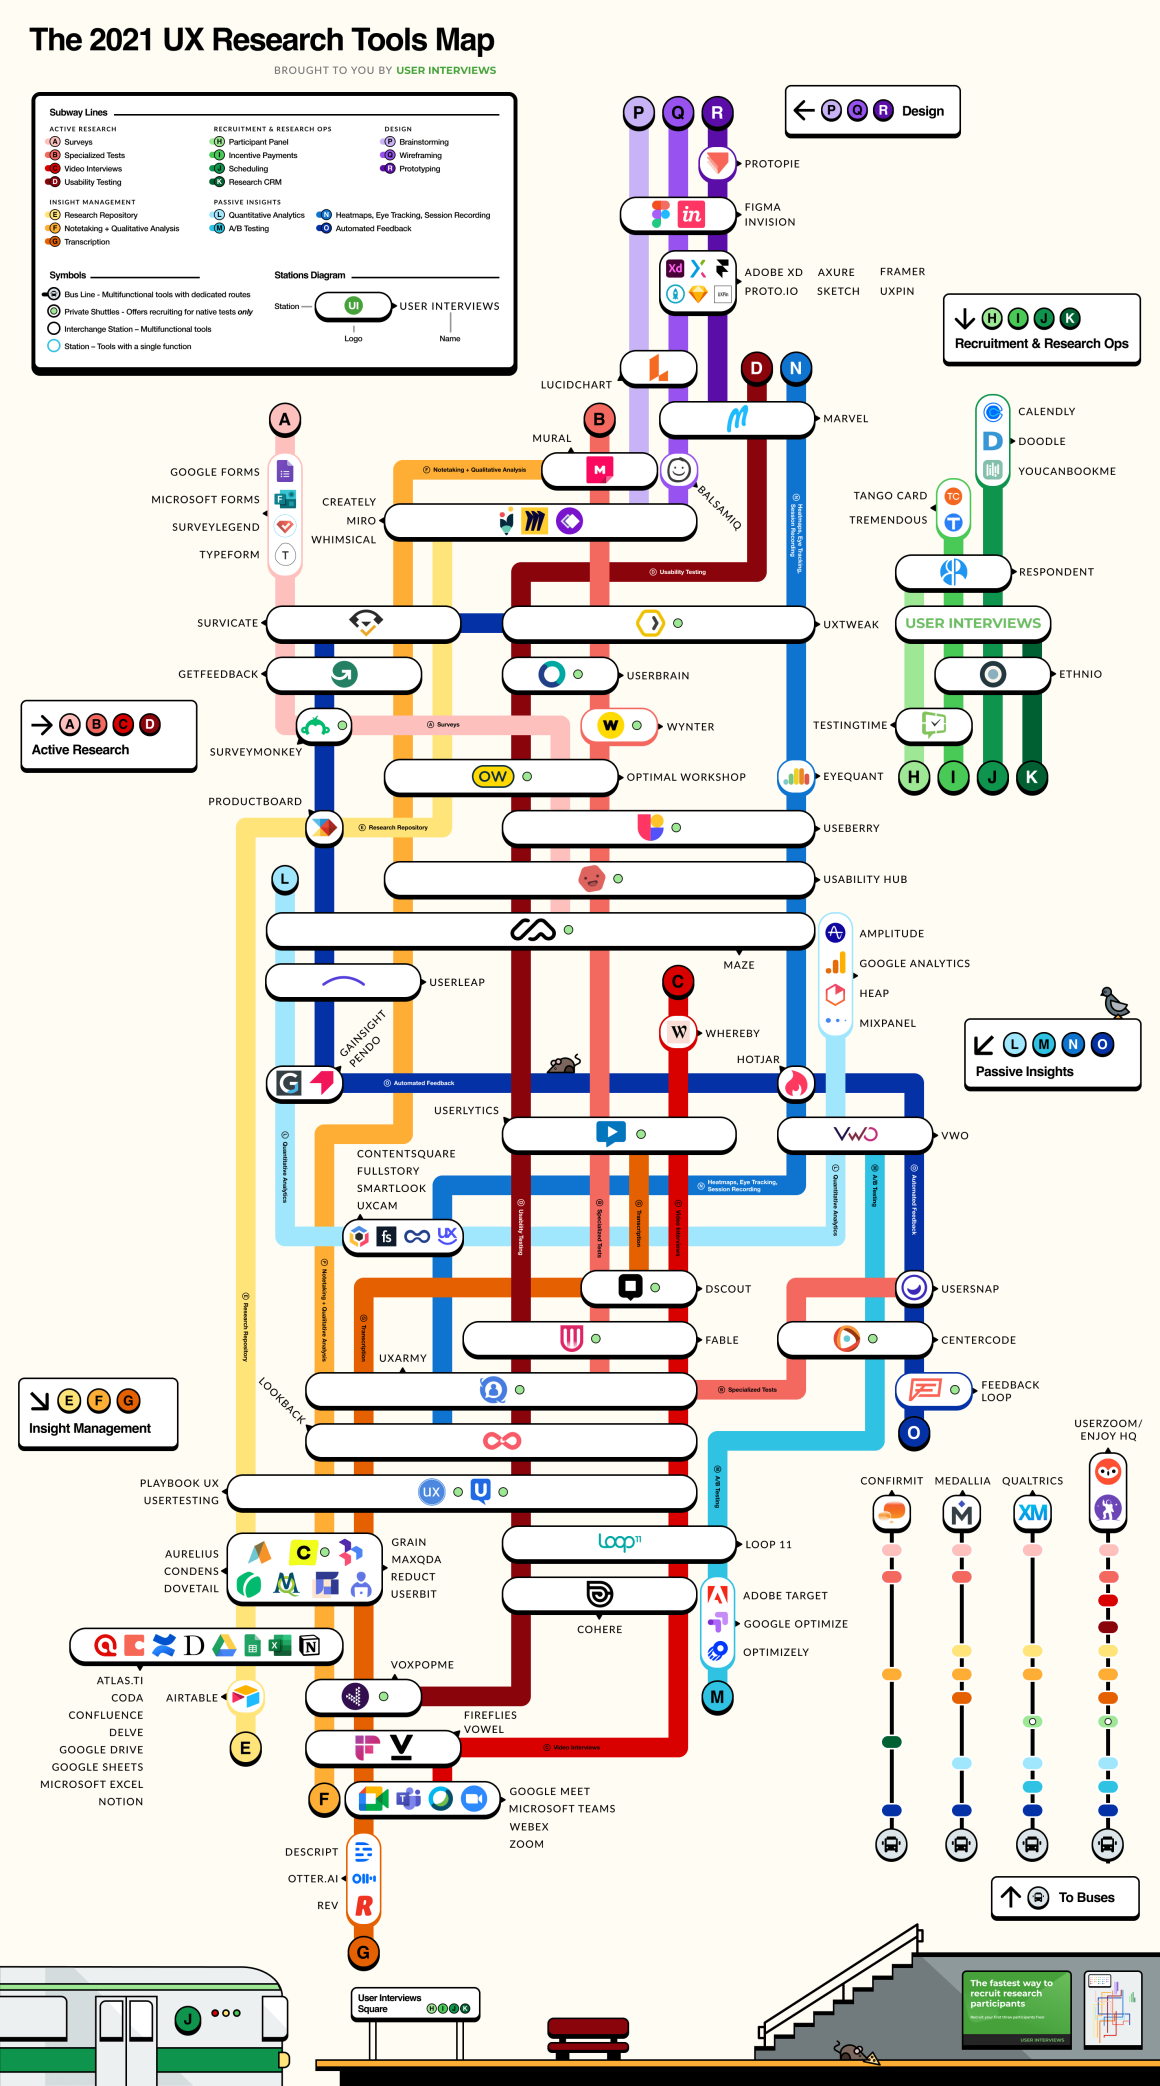 The 2021 UX Research Tools Map
BROUGHT TO YOU BY USER INTERVIEWS
Subway Lines
ACTIVE RESEARCH
A Surveys
B Specialized Tests
C Video Interviews
D Usability Testing
RECRUITMENT & RESEARCH OPS
H Participant Panel
I Incentive Payments
J Scheduling
K Research CRM
DESIGN
P Brainstorming
Q Wireframing
R Prototyping
INSIGHT MANAGEMENT
E Research Repository
F Notetaking + Qualitative Analysis
G Transcription
PASSIVE INSIGHTS
L Quantitative Analytics
M A/B Testing
N Heatmaps, Eye Tracking, Session Recording
O Automated Feedback
Symbols
Bus Line - Multifunctional tools with dedicated routes
Private Shuttles - Offers recruiting for native tests only
Interchange Station – Multifunctional tools
Station – Tools with a single function
Stations Diagram
Station
UI
USER INTERVIEWS
Logo
Name
P Q R
P Q R Design
PROTOPIE
FIGMA
INVISION
in
Xd
ADOBE XD AXURE FRAMER
PROTO.IO SKETCH UXPIN
H I J K
Recruitment & Research Ops
LUCIDCHART
D N
MARVEL
A
B
MURAL
M
F Notetaking + Qualitative Analysis
BALSAMIQ
N Heatmaps, Eye Tracking,
Session Recording
CALENDLY
DOODLE
YOUCANBOOKME
GOOGLE FORMS
MICROSOFT FORMS
SURVEYLEGEND
TYPEFORM
T
CREATELY
MIRO
WHIMSICAL
TANGO CARD
TREMENDOUS
TC
D Usability Testing
RESPONDENT
SURVICATE
UXTWEAK
USER INTERVIEWS
GETFEEDBACK
USERBRAIN
ETHNIO
A B C D
Active Research
SURVEYMONKEY
A Surveys
W
WYNTER
TESTINGTIME
OW
OPTIMAL WORKSHOP
EYEQUANT
H I J K
PRODUCTBOARD
E Research Repository
USEBERRY
L
USABILITY HUB
MAZE
AMPLITUDE
GOOGLE ANALYTICS
HEAP
MIXPANEL
USERLEAP
C
W
WHEREBY
GAINSIGHT
PENDO
G
HOTJAR
O Automated Feedback
L M N O
Passive Insights
USERLYTICS
VWO
VWO
L Quantitative Analytics
CONTENTSQUARE
FULLSTORY
SMARTLOOK
UXCAM
fs
UX
N Heatmaps, Eye Tracking,
Session Recording
D Usability Testing
B Specialized Tests
G Transcription
C Video Interviews
L Quantitative Analytics
M A/B Testing
O Automated Feedback
DSCOUT
USERSNAP
E Research Repository
F Notetaking + Qualitative Analysis
G Transcription
FABLE
CENTERCODE
UXARMY
B Specialized Tests
FEEDBACK
LOOP
E F G
Insight Management
LOOKBACK
O
M A/B Testing
PLAYBOOK UX
USERTESTING
UX
U
USERZOOM/
ENJOY HQ
CONFIRMIT MEDALLIA QUALTRICS
M
XM
AURELIUS
CONDENS
DOVETAIL
C
GRAIN
MAXQDA
REDUCT
USERBIT
Loop11
LOOP 11
COHERE
ADOBE TARGET
GOOGLE OPTIMIZE
OPTIMIZELY
D
ATLAS.TI
CODA
CONFLUENCE
DELVE
GOOGLE DRIVE
GOOGLE SHEETS
MICROSOFT EXCEL
NOTION
AIRTABLE
VOXPOPME
M
FIREFLIES
VOWEL
E
C Video Interviews
F
GOOGLE MEET
MICROSOFT TEAMS
WEBEX
ZOOM
DESCRIPT
OTTER.AI
REV
R
G
To Buses
User Interviews
Square
H I J K
J
The fastest way to
recruit research
participants
USER INTERVIEWS